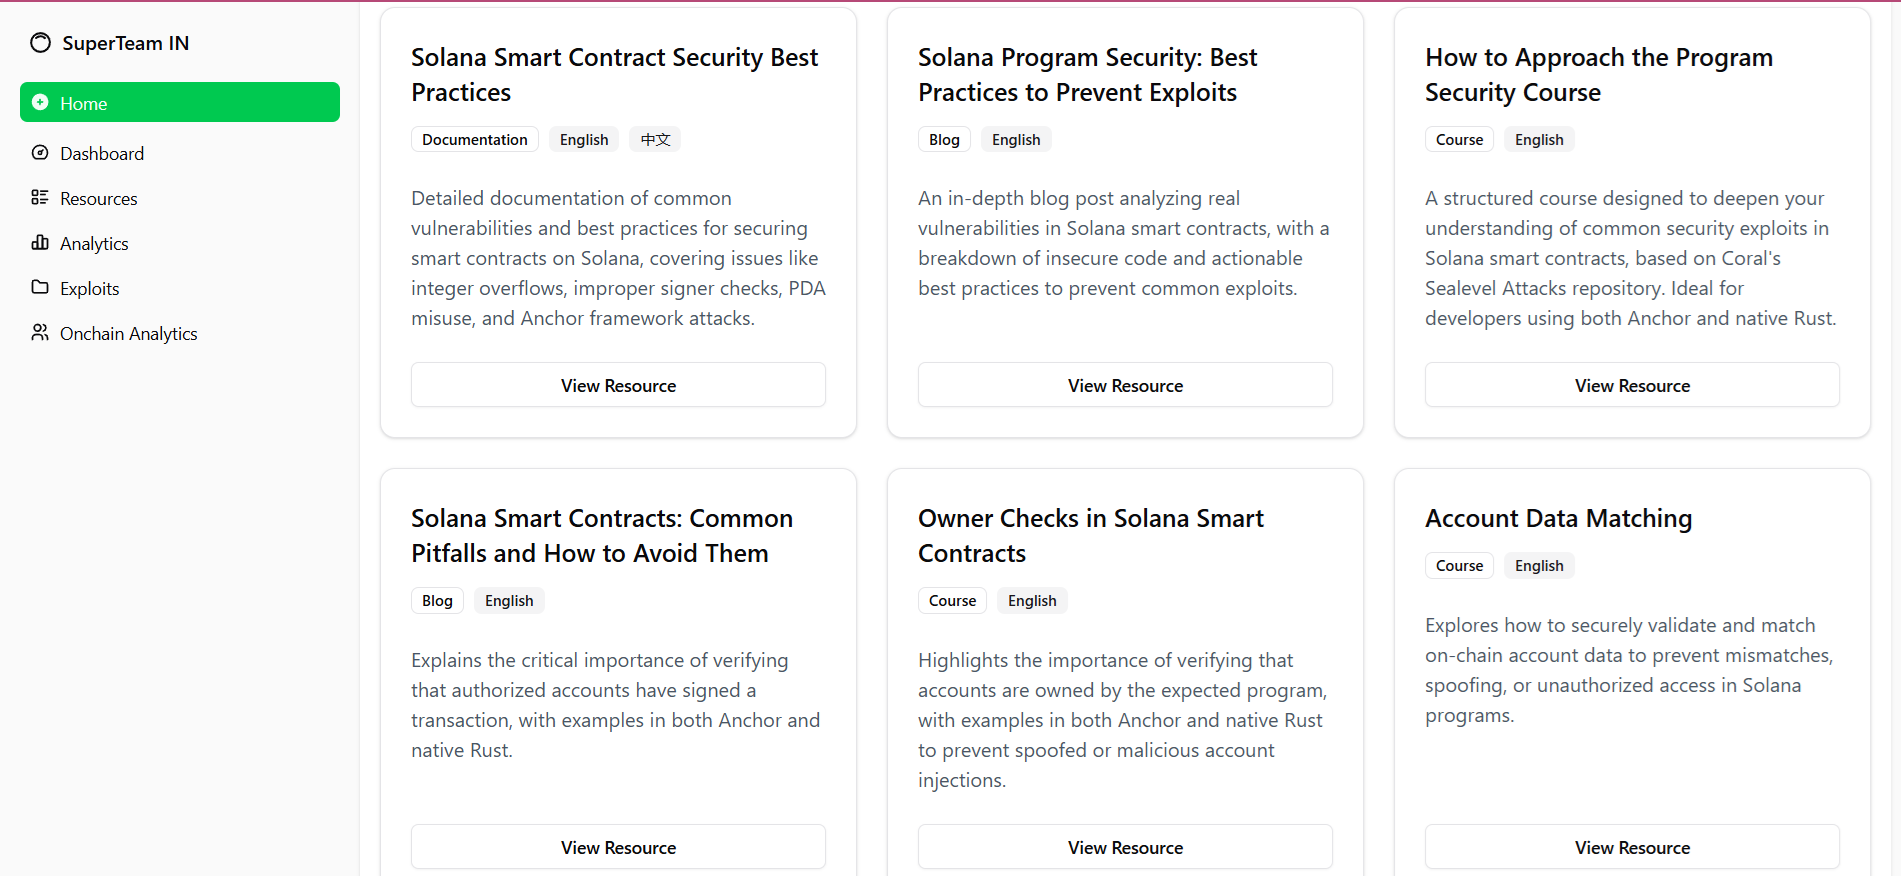 SuperTeam IN
Home
Dashboard
Resources
Analytics
Exploits
Onchain Analytics
Solana Smart Contract Security Best
Practices
Documentation English 中文
Detailed documentation of common
vulnerabilities and best practices for securing
smart contracts on Solana, covering issues like
integer overflows, improper signer checks, PDA
misuse, and Anchor framework attacks.
View Resource
Solana Program Security: Best
Practices to Prevent Exploits
Blog English
An in-depth blog post analyzing real
vulnerabilities in Solana smart contracts, with a
breakdown of insecure code and actionable
best practices to prevent common exploits.
View Resource
How to Approach the Program
Security Course
Course English
A structured course designed to deepen your
understanding of common security exploits in
Solana smart contracts, based on Coral's
Sealevel Attacks repository. Ideal for
developers using both Anchor and native Rust.
View Resource
Solana Smart Contracts: Common
Pitfalls and How to Avoid Them
Blog English
Explains the critical importance of verifying
that authorized accounts have signed a
transaction, with examples in both Anchor and
native Rust.
View Resource
Owner Checks in Solana Smart
Contracts
Course English
Highlights the importance of verifying that
accounts are owned by the expected program,
with examples in both Anchor and native Rust
to prevent spoofed or malicious account
injections.
View Resource
Account Data Matching
Course English
Explores how to securely validate and match
on-chain account data to prevent mismatches,
spoofing, or unauthorized access in Solana
programs.
View Resource